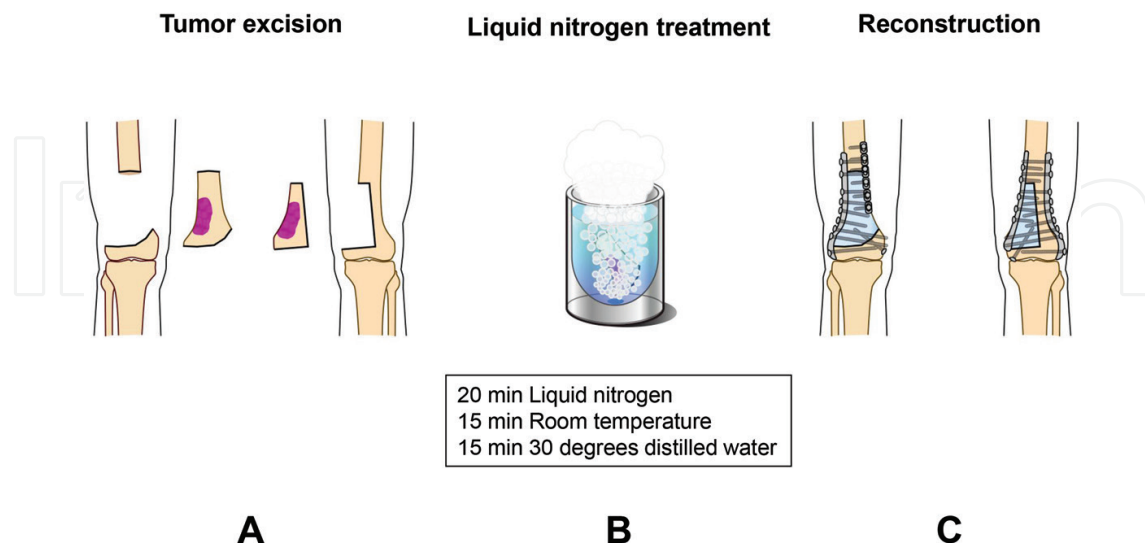 Tumor excision
Liquid nitrogen treatment
Reconstruction
20 min Liquid nitrogen
15 min Room temperature
15 min 30 degrees distilled water
A
B
C